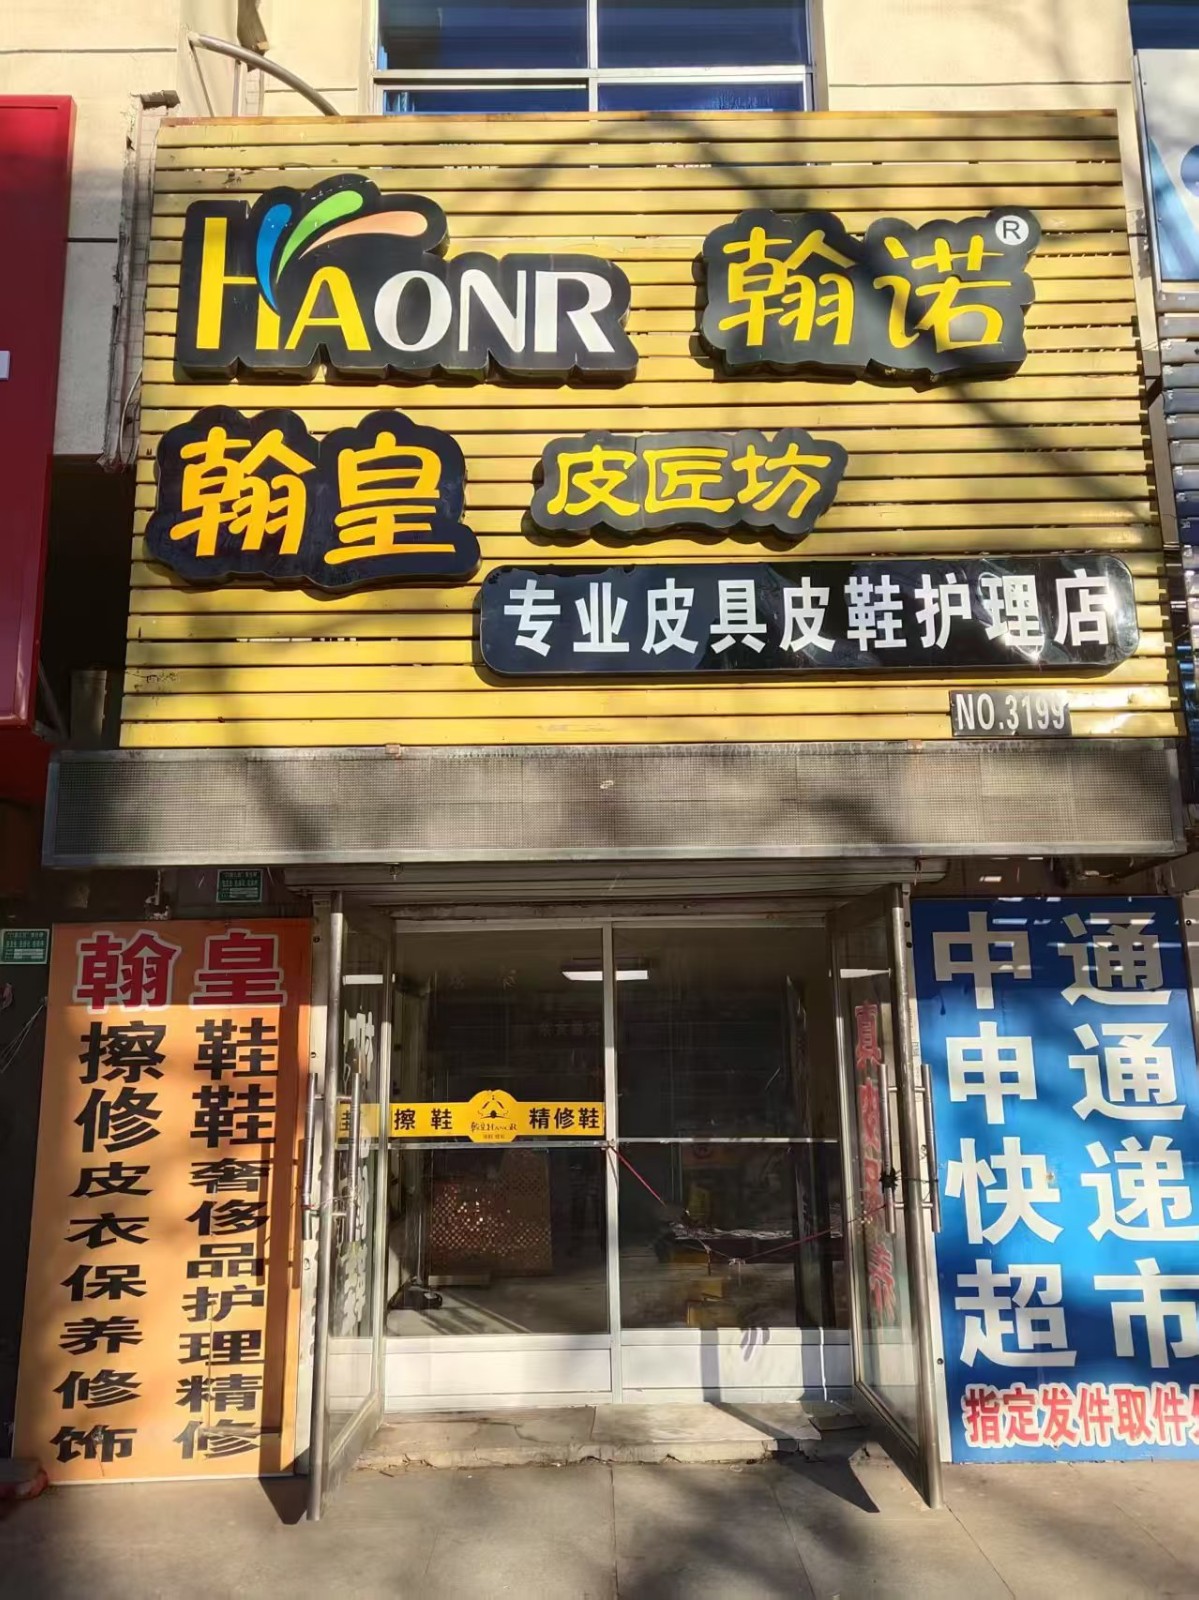 HAONR 翰诺®
翰皇 皮匠坊
专业皮具皮鞋护理店
NO.3199
翰皇
擦鞋
修鞋
皮衣保养修饰
奢侈品护理精修
擦鞋 精修鞋
中通
申通
快递
超市
指定发件取件